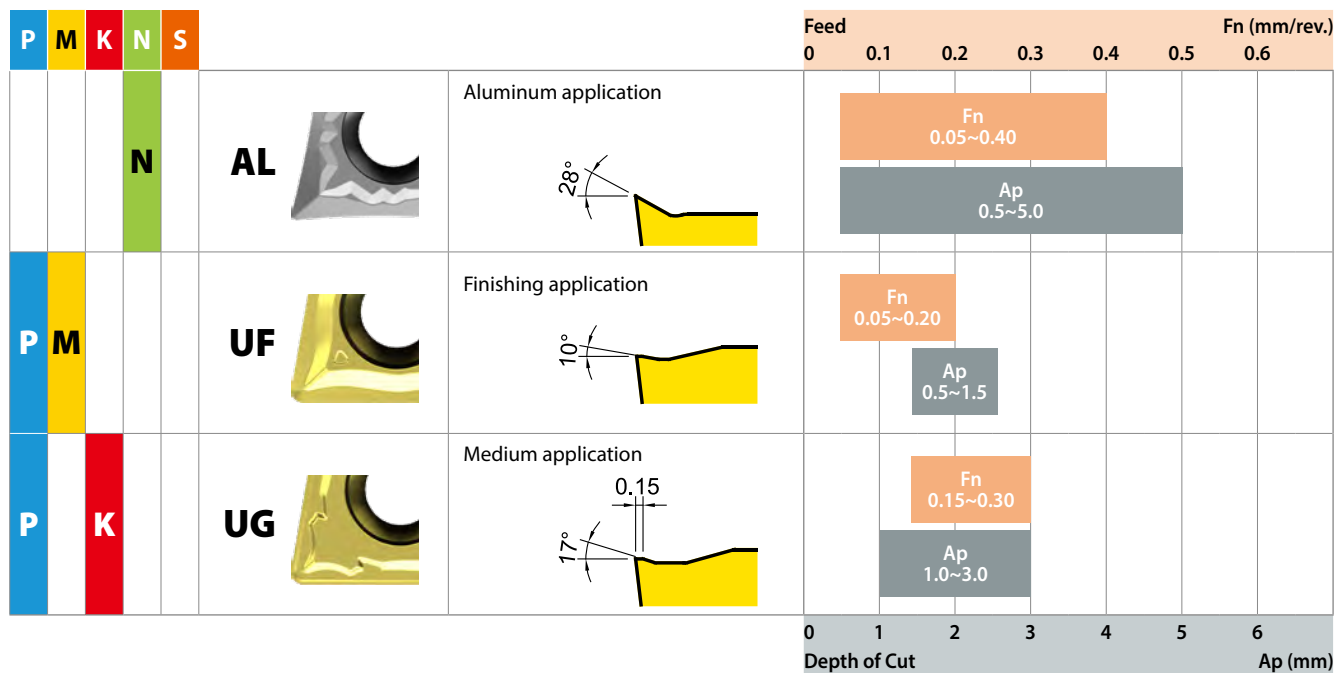 P M K N S
Feed Fn (mm/rev.)
0 0.1 0.2 0.3 0.4 0.5 0.6
N
AL
Aluminum application
28°
Fn
0.05~0.40
Ap
0.5~5.0
P M
UF
Finishing application
10°
Fn
0.05~0.20
Ap
0.5~1.5
P K
UG
Medium application
0.15
17°
Fn
0.15~0.30
Ap
1.0~3.0
0 1 2 3 4 5 6
Depth of Cut Ap (mm)